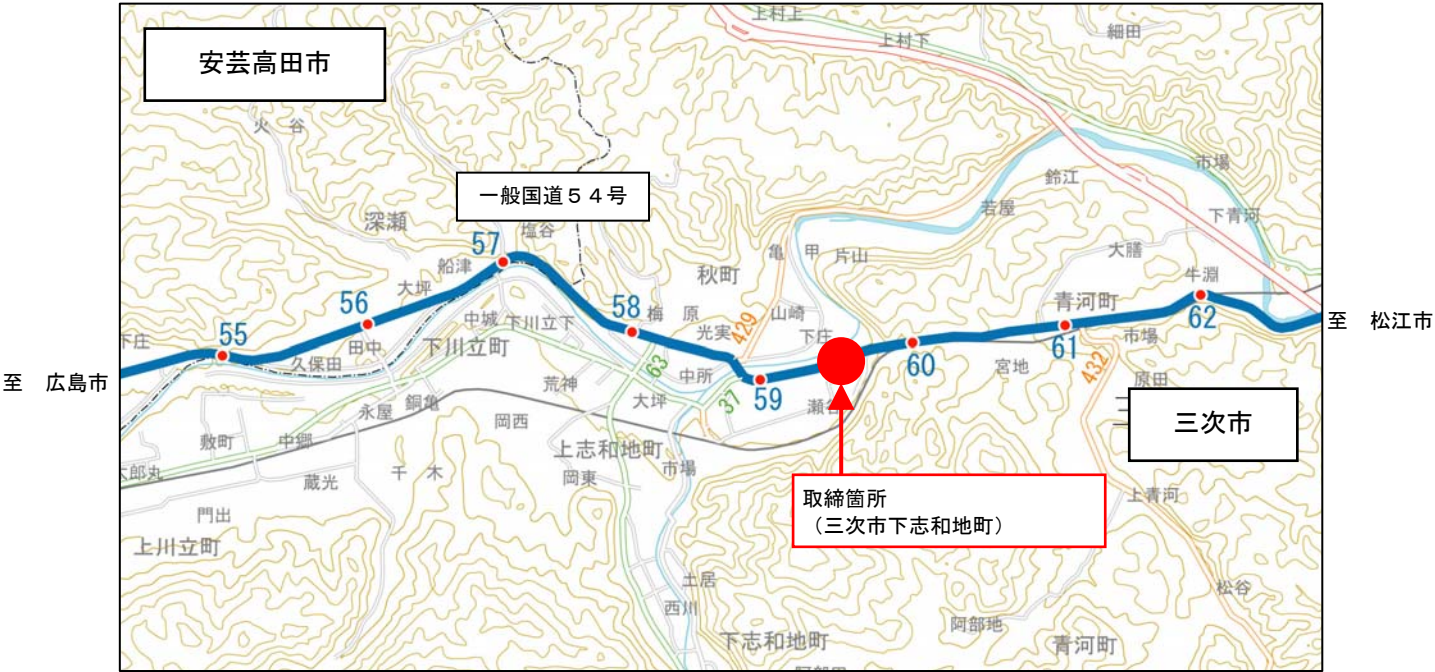 上村上
細田
上村下
安芸高田市
火 谷
市場
鈴江
一般国道５４号
若屋
下青河
深瀬
塩谷
57
亀 甲 片山
大膳
船津
秋町
牛淵
大坪
青河町
56
58
梅 原
山崎
62
至 松江市
中城
下川立下
光実
429
下庄
下庄
55
田中
下川立町
60
61
市場
久保田
63
中所
宮地
432
原田
至 広島市
荒神
大坪
37
59
永屋
銅亀
岡西
三次市
敷町
中郷
上志和地町
市場
千 木
岡東
蔵光
取締箇所
（三次市下志和地町）
上青河
門出
上川立町
土居
松谷
西川
阿部地
下志和地町
青河町